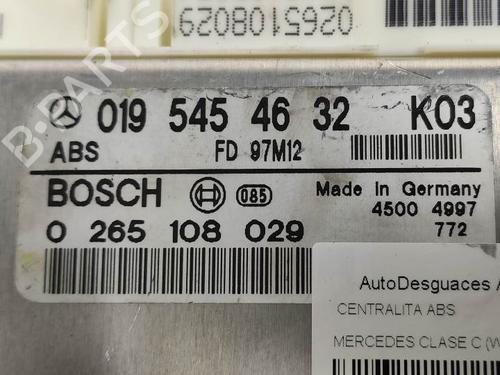 0265108029
B-PARTS
019 545 46 32 K03
ABS FD 97M12
BOSCH 085 Made in Germany
4500 4997
0 265 108 029 772
AutoDesguaces
CENTRALITA ABS
MERCEDES CLASE C